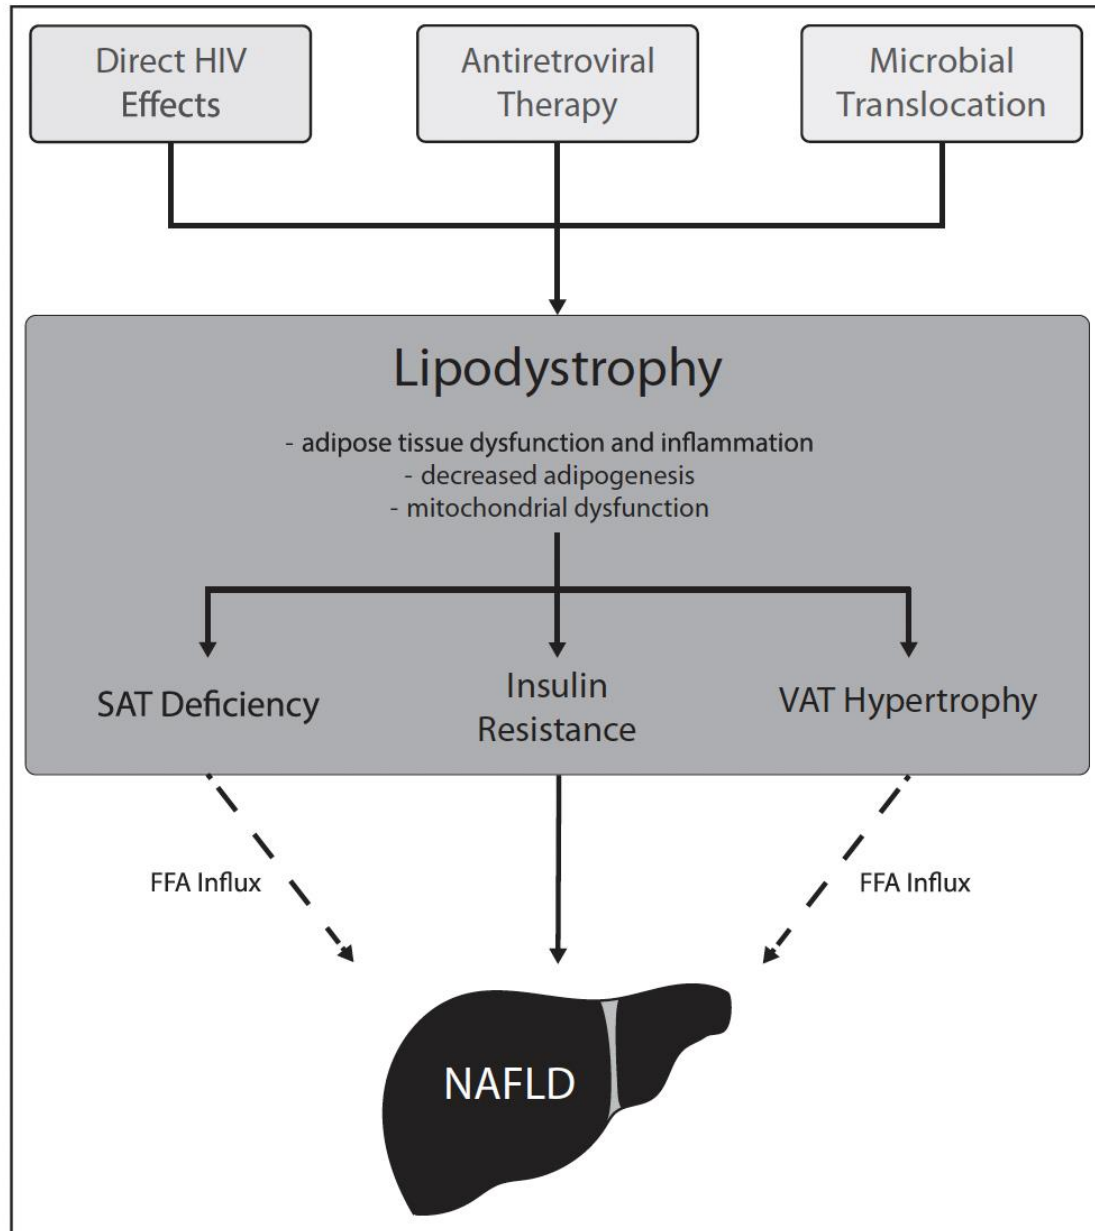 Direct HIV
Effects
Antiretroviral
Therapy
Microbial
Translocation
Lipodystrophy
- adipose tissue dysfunction and inflammation
- decreased adipogenesis
- mitochondrial dysfunction
SAT Deficiency
Insulin
Resistance
VAT Hypertrophy
FFA Influx
FFA Influx
NAFLD